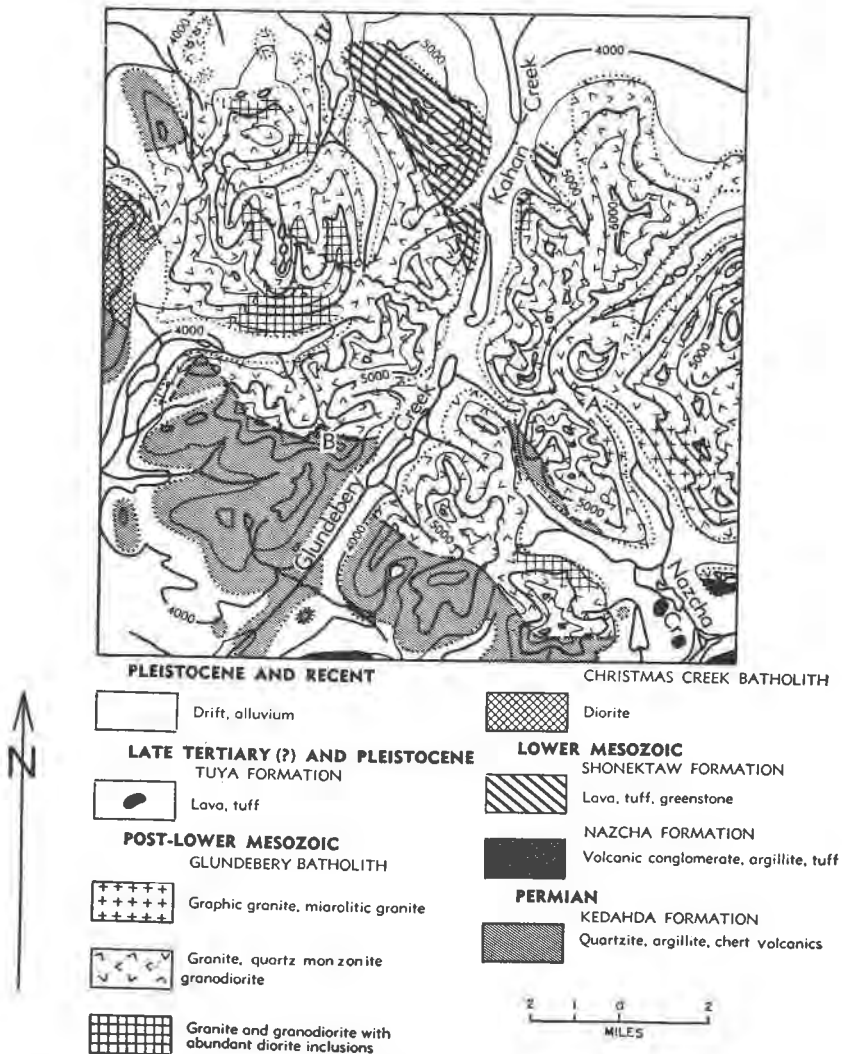 4000
5000
4000
Creek
Kahan
5000
6000
4000
5000
5000
Creek
A
B
Glundebery
4000
5000
5000
4000
Nazcha
Cr
PLEISTOCENE AND RECENT
Drift, alluvium
LATE TERTIARY (?) AND PLEISTOCENE
TUYA FORMATION
Lava, tuff
POST-LOWER MESOZOIC
GLUNDEBERY BATHOLITH
Graphic granite, miarolitic granite
Granite, quartz monzonite
granodiorite
Granite and granodiorite with
abundant diorite inclusions
CHRISTMAS CREEK BATHOLITH
Diorite
LOWER MESOZOIC
SHONEKTAW FORMATION
Lava, tuff, greenstone
NAZCHA FORMATION
Volcanic conglomerate, argillite, tuff
PERMIAN
KEDAHDA FORMATION
Quartzite, argillite, chert volcanics
N
2 1 0 2
MILES